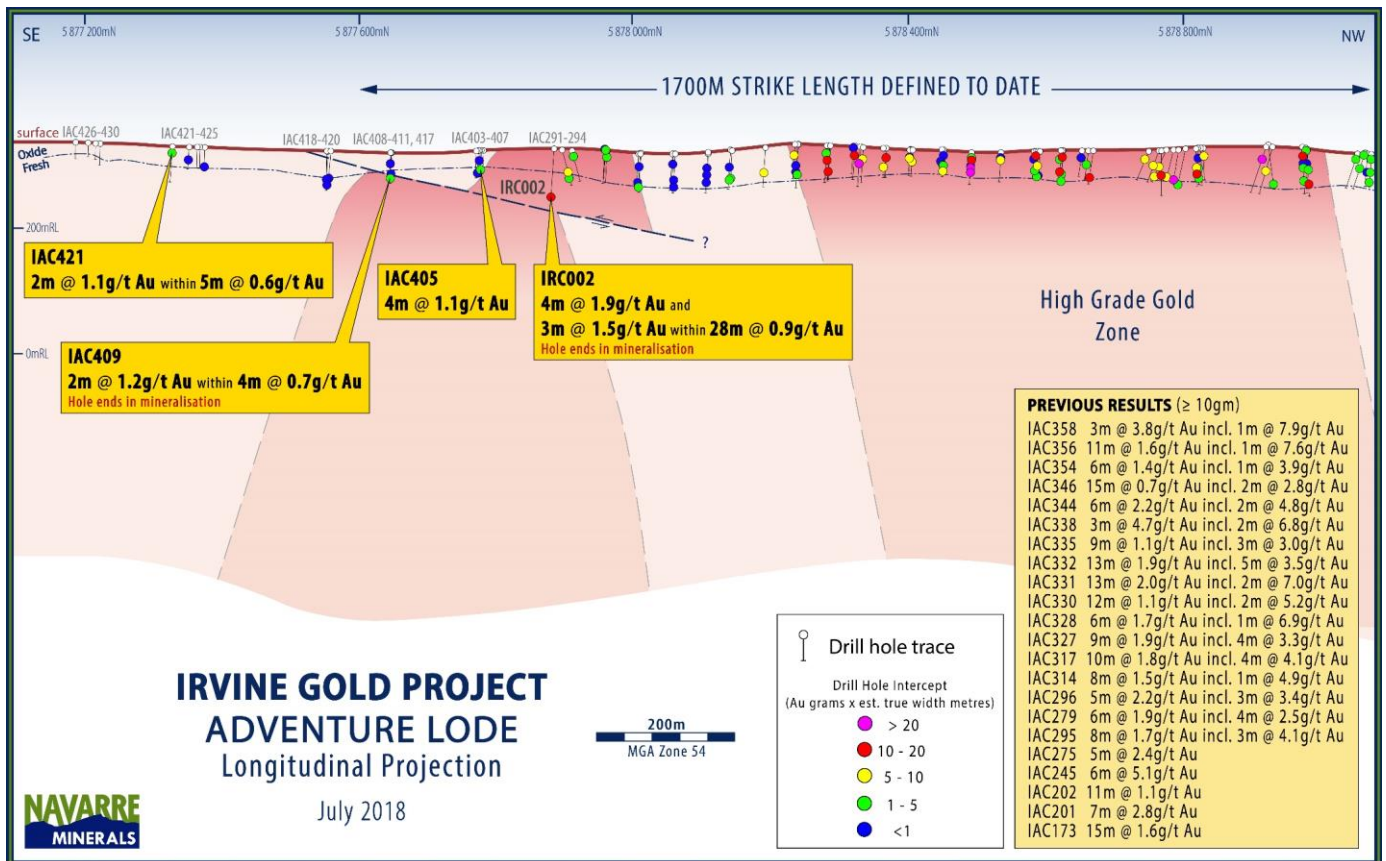 SE
5 877 200mN
5 877 600mN
5 878 000mN
5 878 400mN
5 878 800mN
NW
1700M STRIKE LENGTH DEFINED TO DATE
surface
IAC426-430
IAC421-425
IAC418-420
IAC408-411, 417
IAC403-407
IAC291-294
Oxide
Fresh
IRC002
200mRL
?
IAC421
2m @ 1.1g/t Au within 5m @ 0.6g/t Au
IAC405
4m @ 1.1g/t Au
IRC002
4m @ 1.9g/t Au and
3m @ 1.5g/t Au within 28m @ 0.9g/t Au
Hole ends in mineralisation
High Grade Gold
Zone
0mRL
IAC409
2m @ 1.2g/t Au within 4m @ 0.7g/t Au
Hole ends in mineralisation
PREVIOUS RESULTS (≥ 10gm)
IAC358 3m @ 3.8g/t Au incl. 1m @ 7.9g/t Au
IAC356 11m @ 1.6g/t Au incl. 1m @ 7.6g/t Au
IAC354 6m @ 1.4g/t Au incl. 1m @ 3.9g/t Au
IAC346 15m @ 0.7g/t Au incl. 2m @ 2.8g/t Au
IAC344 6m @ 2.2g/t Au incl. 2m @ 4.8g/t Au
IAC338 3m @ 4.7g/t Au incl. 2m @ 6.8g/t Au
IAC335 9m @ 1.1g/t Au incl. 3m @ 3.0g/t Au
IAC332 13m @ 1.9g/t Au incl. 5m @ 3.5g/t Au
IAC331 13m @ 2.0g/t Au incl. 2m @ 7.0g/t Au
IAC330 12m @ 1.1g/t Au incl. 2m @ 5.2g/t Au
IAC328 6m @ 1.7g/t Au incl. 1m @ 6.9g/t Au
IAC327 9m @ 1.9g/t Au incl. 4m @ 3.3g/t Au
IAC317 10m @ 1.8g/t Au incl. 4m @ 4.1g/t Au
IAC314 8m @ 1.5g/t Au incl. 1m @ 4.9g/t Au
IAC296 5m @ 2.2g/t Au incl. 3m @ 3.4g/t Au
IAC279 6m @ 1.9g/t Au incl. 4m @ 2.5g/t Au
IAC295 8m @ 1.7g/t Au incl. 3m @ 4.1g/t Au
IAC275 5m @ 2.4g/t Au
IAC245 6m @ 5.1g/t Au
IAC202 11m @ 1.1g/t Au
IAC201 7m @ 2.8g/t Au
IAC173 15m @ 1.6g/t Au
Drill hole trace
Drill Hole Intercept
(Au grams x est. true width metres)
> 20
10 - 20
5 - 10
1 - 5
<1
IRVINE GOLD PROJECT
ADVENTURE LODE
Longitudinal Projection
July 2018
200m
MGA Zone 54
NAVARRE
MINERALS